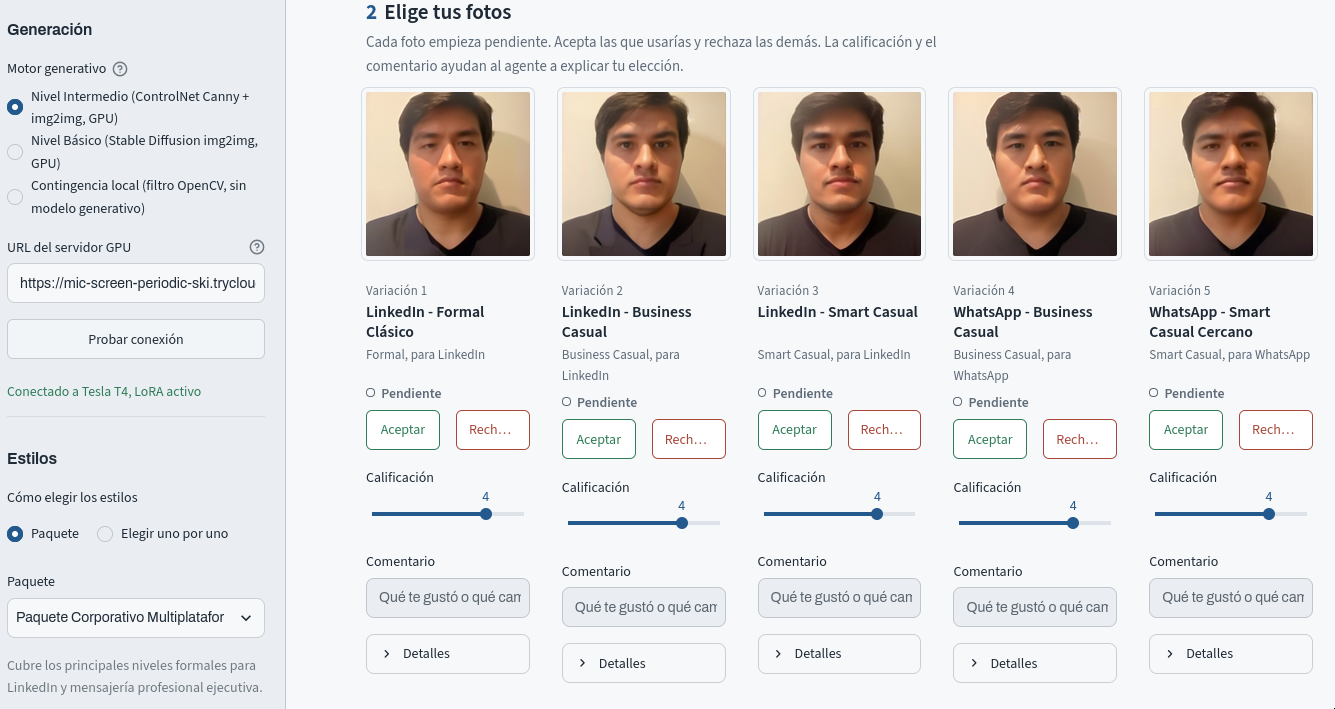 Generación
Motor generativo
Nivel Intermedio (ControlNet Canny +
img2img, GPU)
Nivel Básico (Stable Diffusion img2img,
GPU)
Contingencia local (filtro OpenCV, sin
modelo generativo)
URL del servidor GPU
https://mic-screen-periodic-ski.tryclou
Probar conexión
Conectado a Tesla T4, LoRA activo
Estilos
Cómo elegir los estilos
Paquete
Elegir uno por uno
Paquete
Paquete Corporativo Multiplatafor
Cubre los principales niveles formales para
LinkedIn y mensajería profesional ejecutiva.
2 Elige tus fotos
Cada foto empieza pendiente. Acepta las que usarías y rechaza las demás. La calificación y el
comentario ayudan al agente a explicar tu elección.
Variación 1
LinkedIn - Formal
Clásico
Formal, para LinkedIn
Pendiente
Aceptar
Rech...
Calificación
4
Comentario
Qué te gustó o qué cam
Detalles
Variación 2
LinkedIn - Business
Casual
Business Casual, para
LinkedIn
Pendiente
Aceptar
Rech...
Calificación
4
Comentario
Qué te gustó o qué cam
Detalles
Variación 3
LinkedIn - Smart Casual
Smart Casual, para LinkedIn
Pendiente
Aceptar
Rech...
Calificación
4
Comentario
Qué te gustó o qué cam
Detalles
Variación 4
WhatsApp - Business
Casual
Business Casual, para
WhatsApp
Pendiente
Aceptar
Rech...
Calificación
4
Comentario
Qué te gustó o qué cam
Detalles
Variación 5
WhatsApp - Smart
Casual Cercano
Smart Casual, para WhatsApp
Pendiente
Aceptar
Rech...
Calificación
4
Comentario
Qué te gustó o qué cam
Detalles